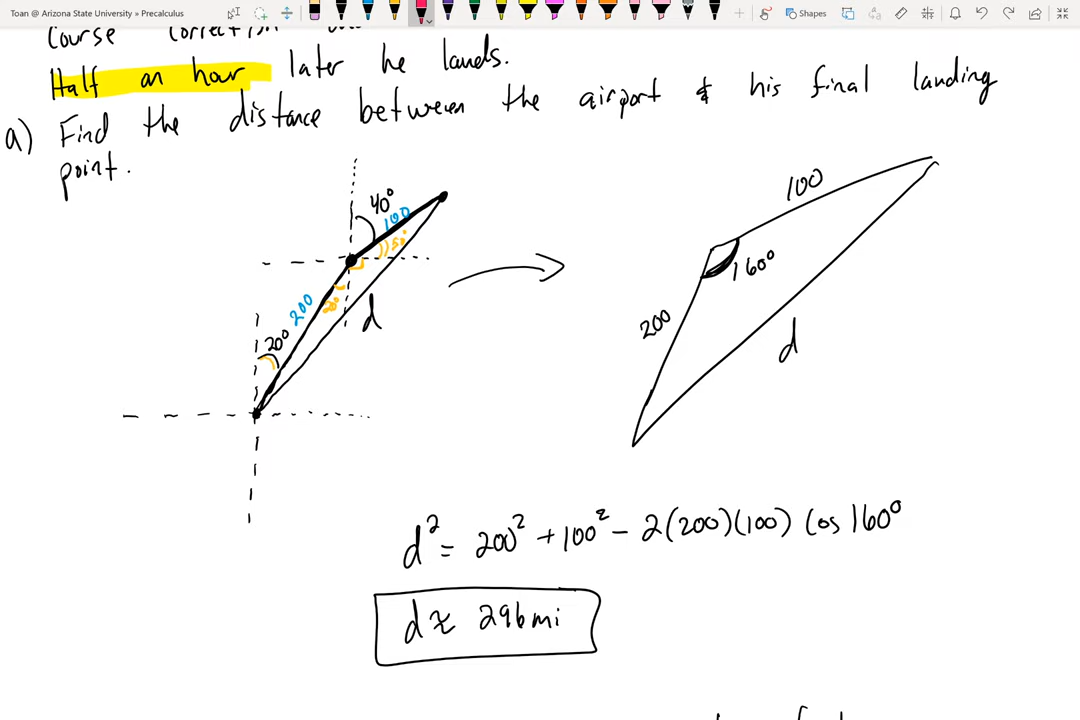 Toan @ Arizona State University » Precalculus
Shapes
Course correction
Half an hour later he lands.
a) Find the distance between the airport & his final landing
point.
40°
100
50°
200
20°
20°
d
100
160°
200
d
d² = 200² + 100² - 2(200)(100) cos 160°
d ≈ 296 mi